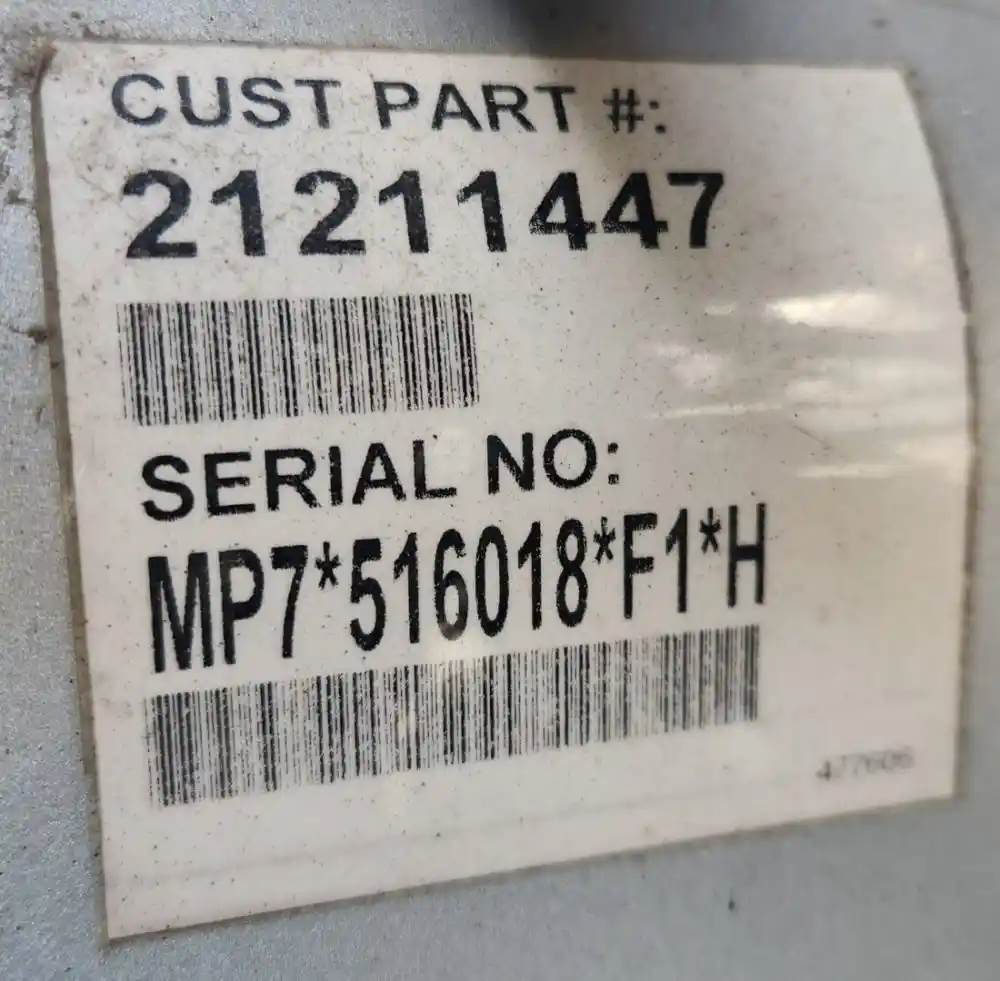 CUST PART #:
21211447
SERIAL NO:
MP7*516018*F1*H
477606